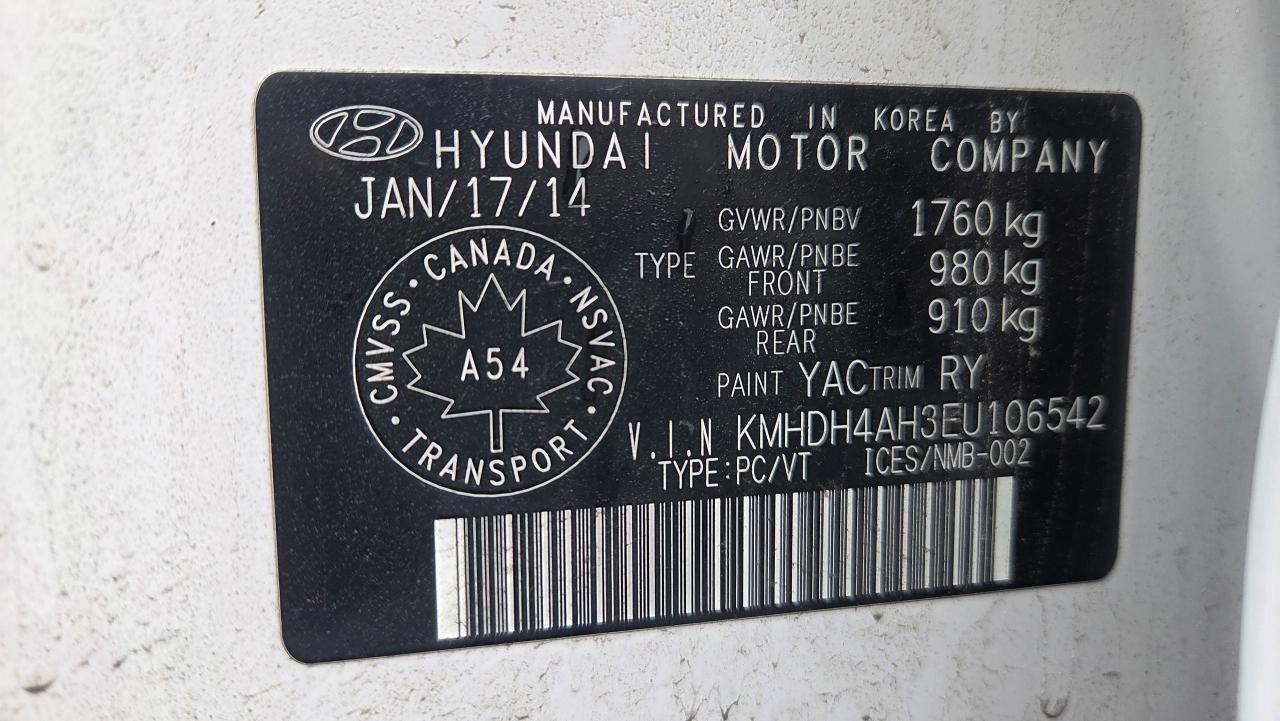 MANUFACTURED IN KOREA BY
HYUNDAI MOTOR COMPANY
JAN/17/14
GVWR/PNBV 1760 kg
TYPE GAWR/PNBE FRONT 980 kg
GAWR/PNBE REAR 910 kg
PAINT YAC TRIM RY
V.I.N KMHDH4AH3EU106542
TYPE:PC/VT ICES/NMB-002
CMVSS · CANADA · NSVAC · TRANSPORT ·
A54